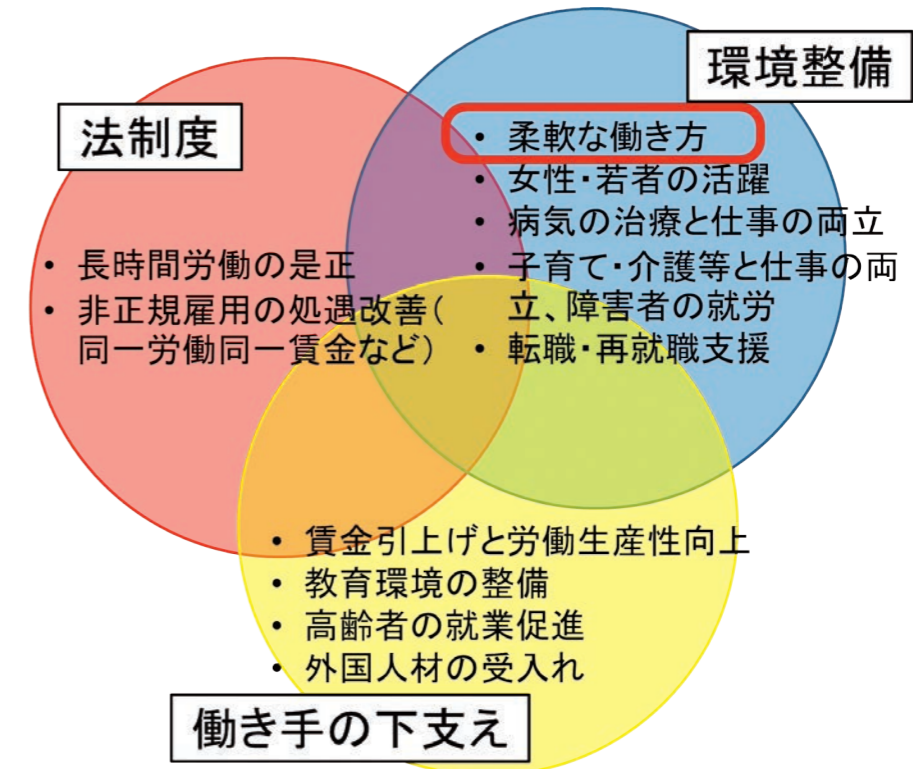 環境整備
法制度
・ 柔軟な働き方
・ 女性・若者の活躍
・ 病気の治療と仕事の両立
・ 子育て・介護等と仕事の両
立、障害者の就労
・ 転職・再就職支援
・ 長時間労働の是正
・ 非正規雇用の処遇改善(
同一労働同一賃金など)
・ 賃金引上げと労働生産性向上
・ 教育環境の整備
・ 高齢者の就業促進
・ 外国人材の受入れ
働き手の下支え